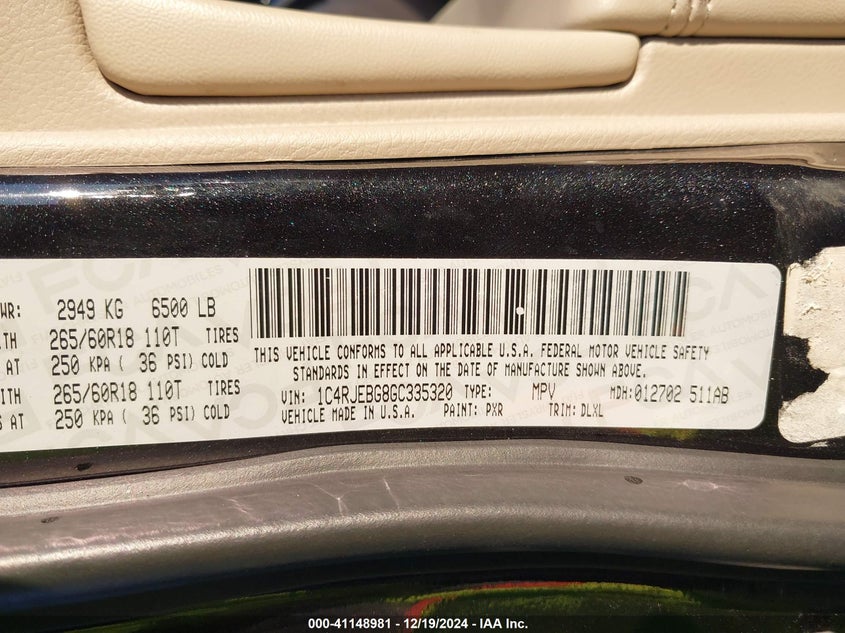 WR: 2949 KG 6500 LB
TH 265/60R18 110T TIRES
S AT 250 KPA ( 36 PSI) COLD
ITH 265/60R18 110T TIRES
S AT 250 KPA ( 36 PSI) COLD
THIS VEHICLE CONFORMS TO ALL APPLICABLE U.S.A. FEDERAL MOTOR VEHICLE SAFETY
STANDARDS IN EFFECT ON THE DATE OF MANUFACTURE SHOWN ABOVE.
VIN: 1C4RJEBG8GC335320 TYPE: MPV MDH:012702 511AB
VEHICLE MADE IN U.S.A. PAINT: PXR TRIM: DLXL
000-41148981 - 12/19/2024 - IAA Inc.